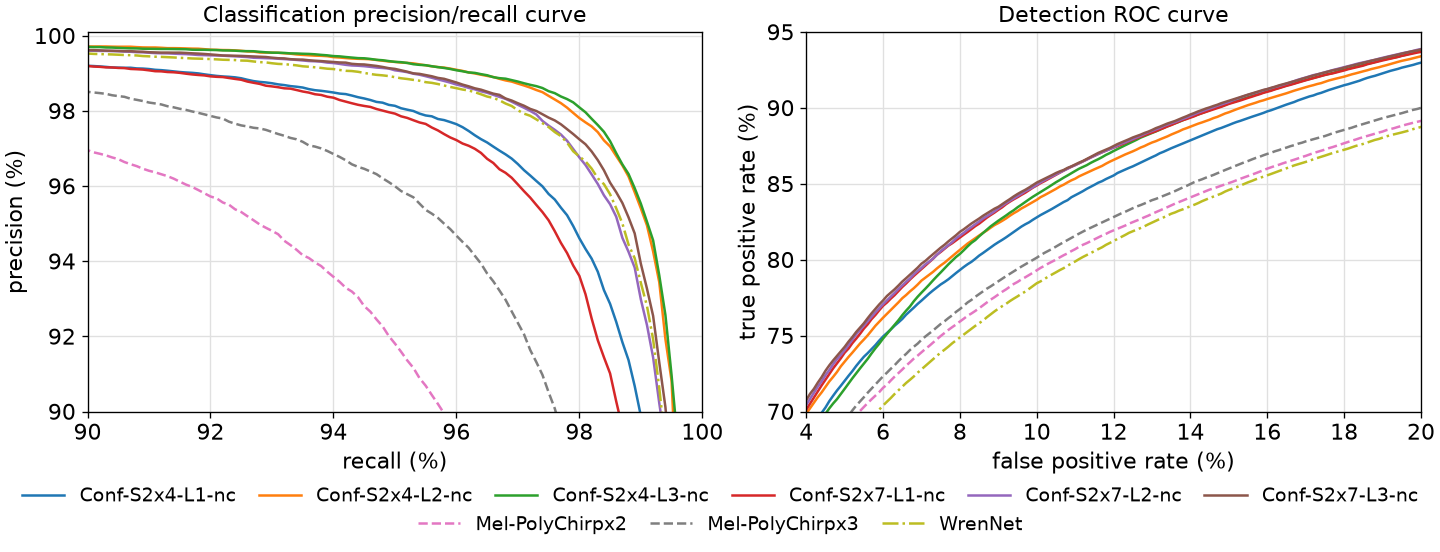 Classification precision/recall curve
100
98
96
94
92
90
precision (%)
90 92 94 96 98 100
recall (%)
Detection ROC curve
95
90
85
80
75
70
true positive rate (%)
4 6 8 10 12 14 16 18 20
false positive rate (%)
Conf-S2x4-L1-nc Conf-S2x4-L2-nc Conf-S2x4-L3-nc Conf-S2x7-L1-nc Conf-S2x7-L2-nc Conf-S2x7-L3-nc
Mel-PolyChirpx2 Mel-PolyChirpx3 WrenNet